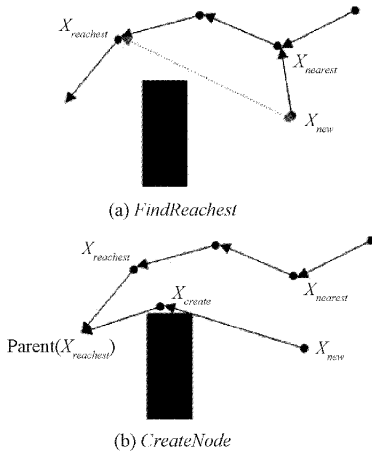 X_reachest
X_nearest
X_new
(a) FindReachest
X_reachest
X_create
X_nearest
Parent(X_reachest)
X_new
(b) CreateNode